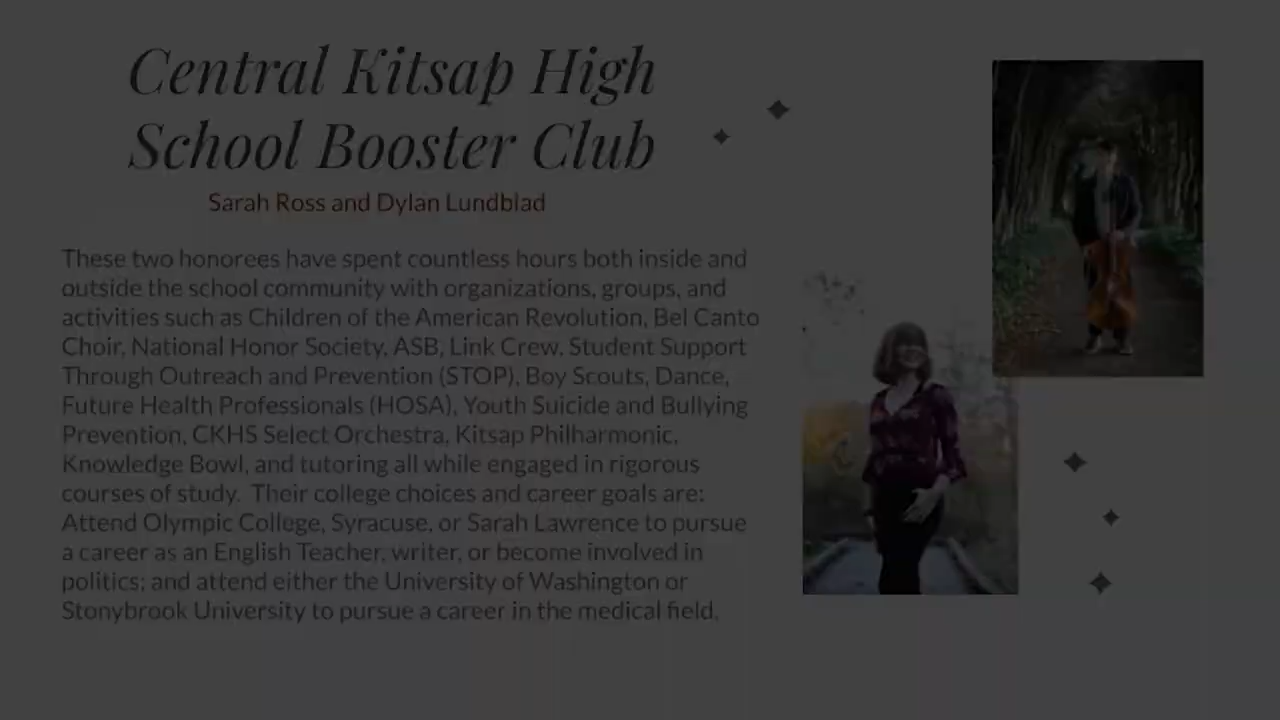 Central Kitsap High
School Booster Club
Sarah Ross and Dylan Lundblad
These two honorees have spent countless hours both inside and
outside the school community with organizations, groups, and
activities such as Children of the American Revolution, Bel Canto
Choir, National Honor Society, ASB, Link Crew, Student Support
Through Outreach and Prevention (STOP), Boy Scouts, Dance,
Future Health Professionals (HOSA), Youth Suicide and Bullying
Prevention, CKHS Select Orchestra, Kitsap Philharmonic,
Knowledge Bowl, and tutoring all while engaged in rigorous
courses of study.  Their college choices and career goals are:
Attend Olympic College, Syracuse, or Sarah Lawrence to pursue
a career as an English Teacher, writer, or become involved in
politics; and attend either the University of Washington or
Stonybrook University to pursue a career in the medical field.